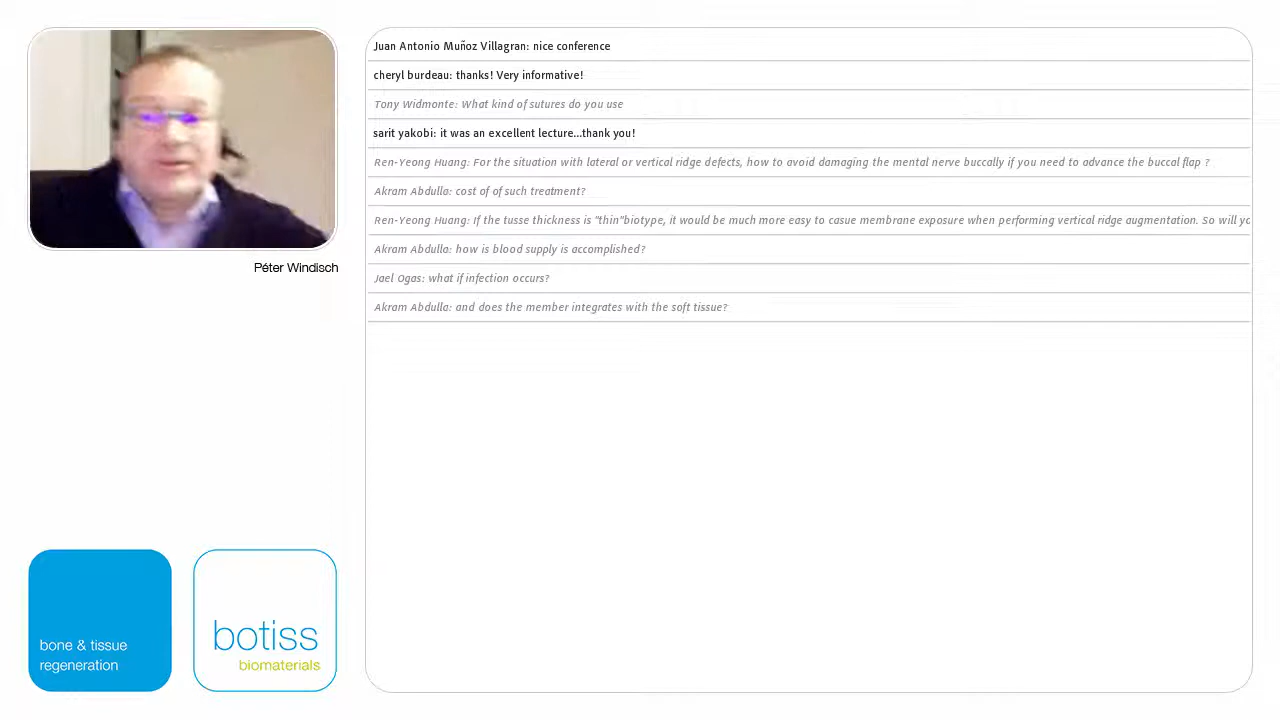 Juan Antonio Muñoz Villagran: nice conference
cheryl burdeau: thanks! Very informative!
Tony Widmonte: What kind of sutures do you use
sarit yakobi: it was an excellent lecture...thank you!
Ren-Yeong Huang: For the situation with lateral or vertical ridge defects, how to avoid damaging the mental nerve buccally if you need to advance the buccal flap ?
Akram Abdulla: cost of of such treatment?
Ren-Yeong Huang: If the tusse thickness is "thin"biotype, it would be much more easy to casue membrane exposure when performing vertical ridge augmentation. So will
Akram Abdulla: how is blood supply is accomplished?
Jael Ogas: what if infection occurs?
Akram Abdulla: and does the member integrates with the soft tissue?
Péter Windisch
bone & tissue
regeneration
botiss
biomaterials